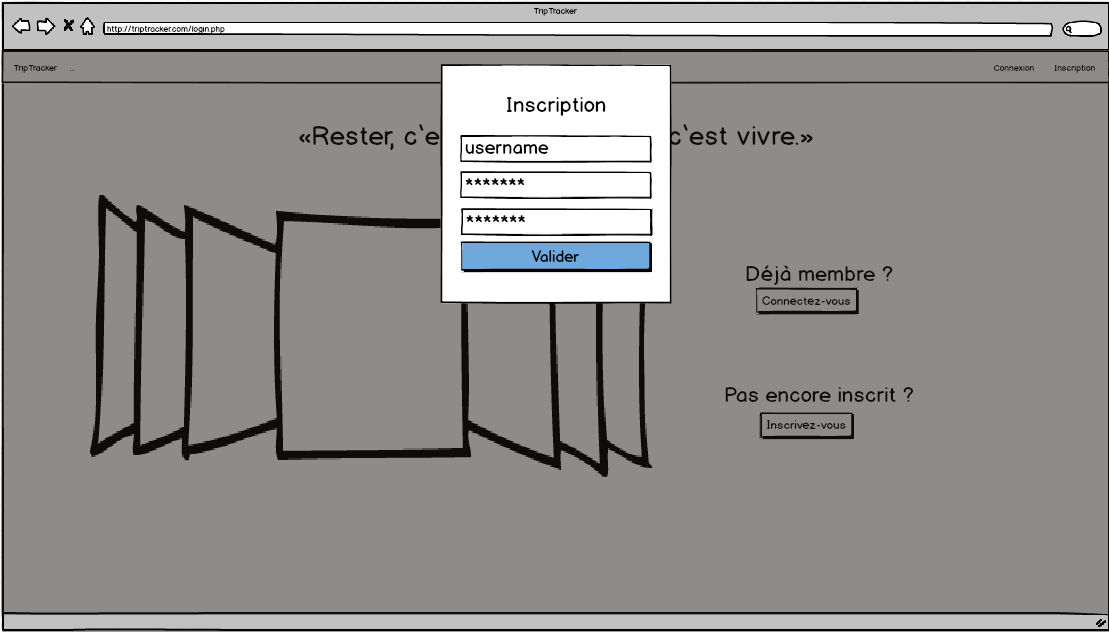 TripTracker
http://triptracker.com/login.php
TripTracker ...
Connexion Inscription
Inscription
«Rester, c'e c'est vivre.»
username
*******
*******
Valider
Déjà membre ?
Connectez-vous
Pas encore inscrit ?
Inscrivez-vous